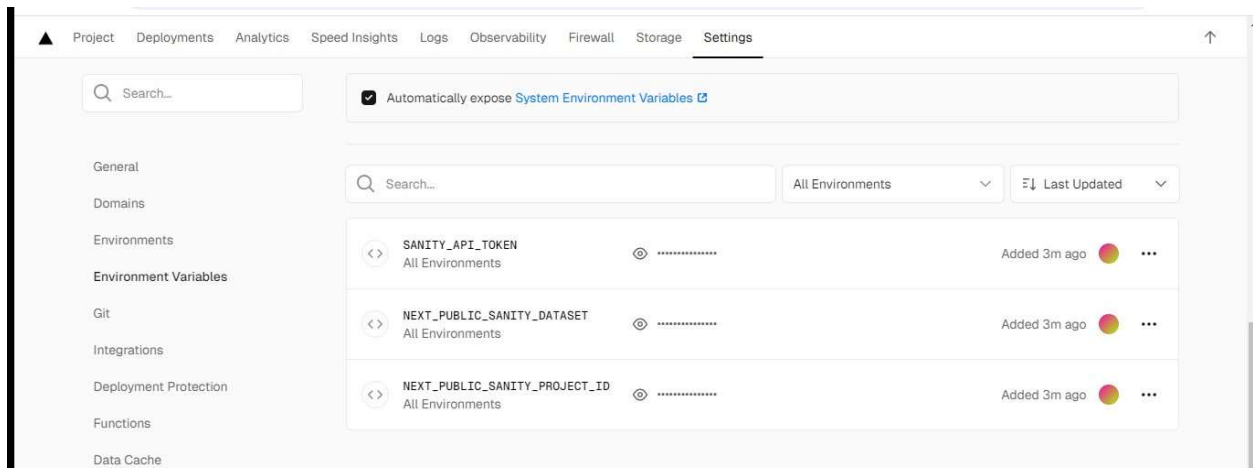 Project Deployments Analytics Speed Insights Logs Observability Firewall Storage Settings
Search...
Automatically expose System Environment Variables
General
Domains
Environments
Environment Variables
Git
Integrations
Deployment Protection
Functions
Data Cache
Search...
All Environments
Last Updated
SANITY_API_TOKEN
All Environments
Added 3m ago
NEXT_PUBLIC_SANITY_DATASET
All Environments
Added 3m ago
NEXT_PUBLIC_SANITY_PROJECT_ID
All Environments
Added 3m ago